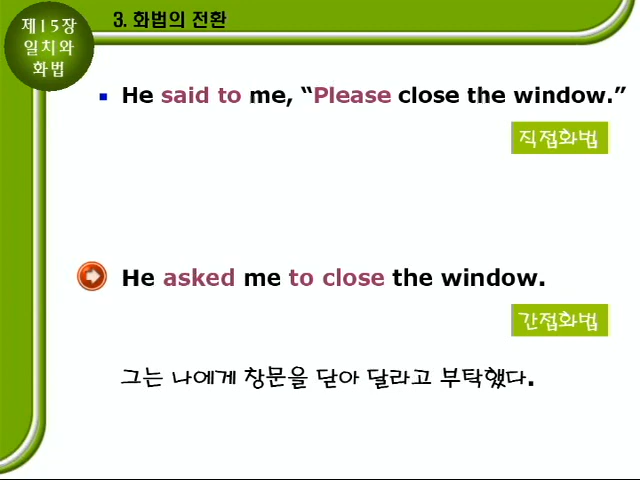 제15장
일치와
화법
3. 화법의 전환
▪ He said to me, “Please close the window.”
직접화법
He asked me to close the window.
간접화법
그는 나에게 창문을 닫아 달라고 부탁했다.